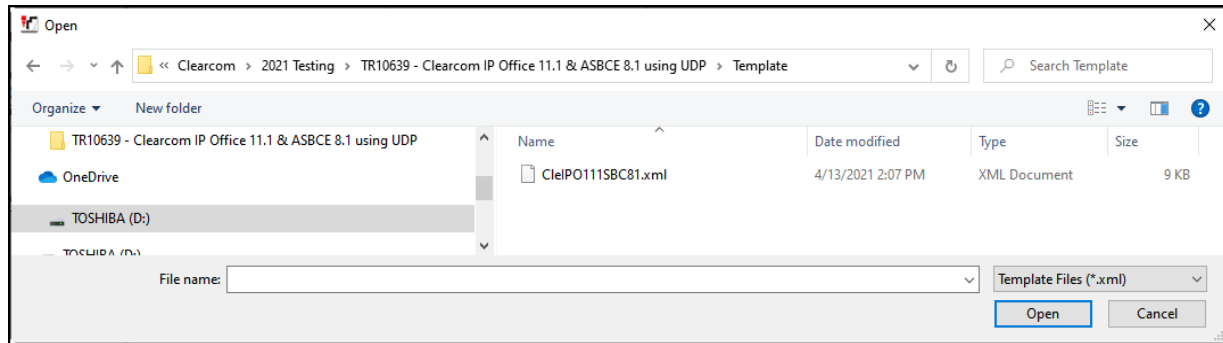 Open
« Clearcom > 2021 Testing > TR10639 - Clearcom IP Office 11.1 & ASBCE 8.1 using UDP > Template
Search Template
Organize
New folder
?
TR10639 - Clearcom IP Office 11.1 & ASBCE 8.1 using UDP
Name
Date modified
Type
Size
CleIPO111SBC81.xml
4/13/2021 2:07 PM
XML Document
9 KB
OneDrive
TOSHIBA (D:)
TOSHIBA (D:)
File name:
Template Files (*.xml)
Open
Cancel